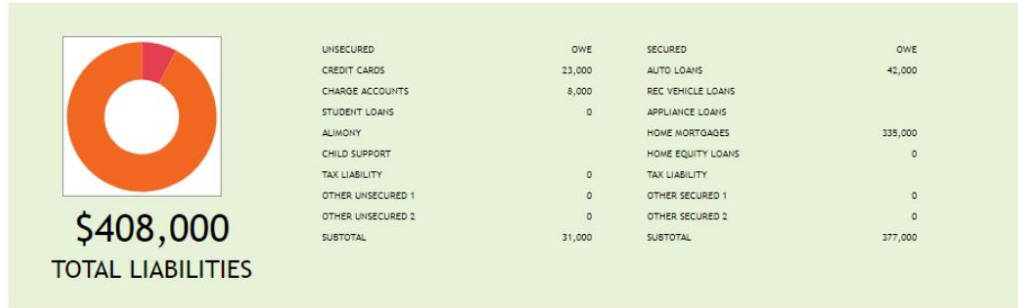 UNSECURED OWE SECURED OWE
CREDIT CARDS 23,000 AUTO LOANS 42,000
CHARGE ACCOUNTS 8,000 REC VEHICLE LOANS
STUDENT LOANS 0 APPLIANCE LOANS
ALIMONY HOME MORTGAGES 335,000
CHILD SUPPORT HOME EQUITY LOANS 0
TAX LIABILITY 0 TAX LIABILITY
OTHER UNSECURED 1 0 OTHER SECURED 1 0
OTHER UNSECURED 2 0 OTHER SECURED 2 0
SUBTOTAL 31,000 SUBTOTAL 377,000
$408,000
TOTAL LIABILITIES